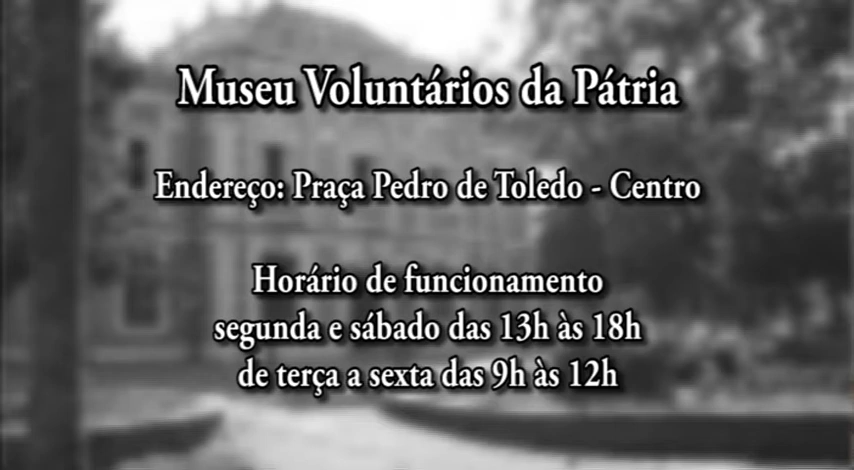 Museu Voluntários da Pátria
Endereço: Praça Pedro de Toledo - Centro
Horário de funcionamento
segunda e sábado das 13h às 18h
de terça a sexta das 9h às 12h